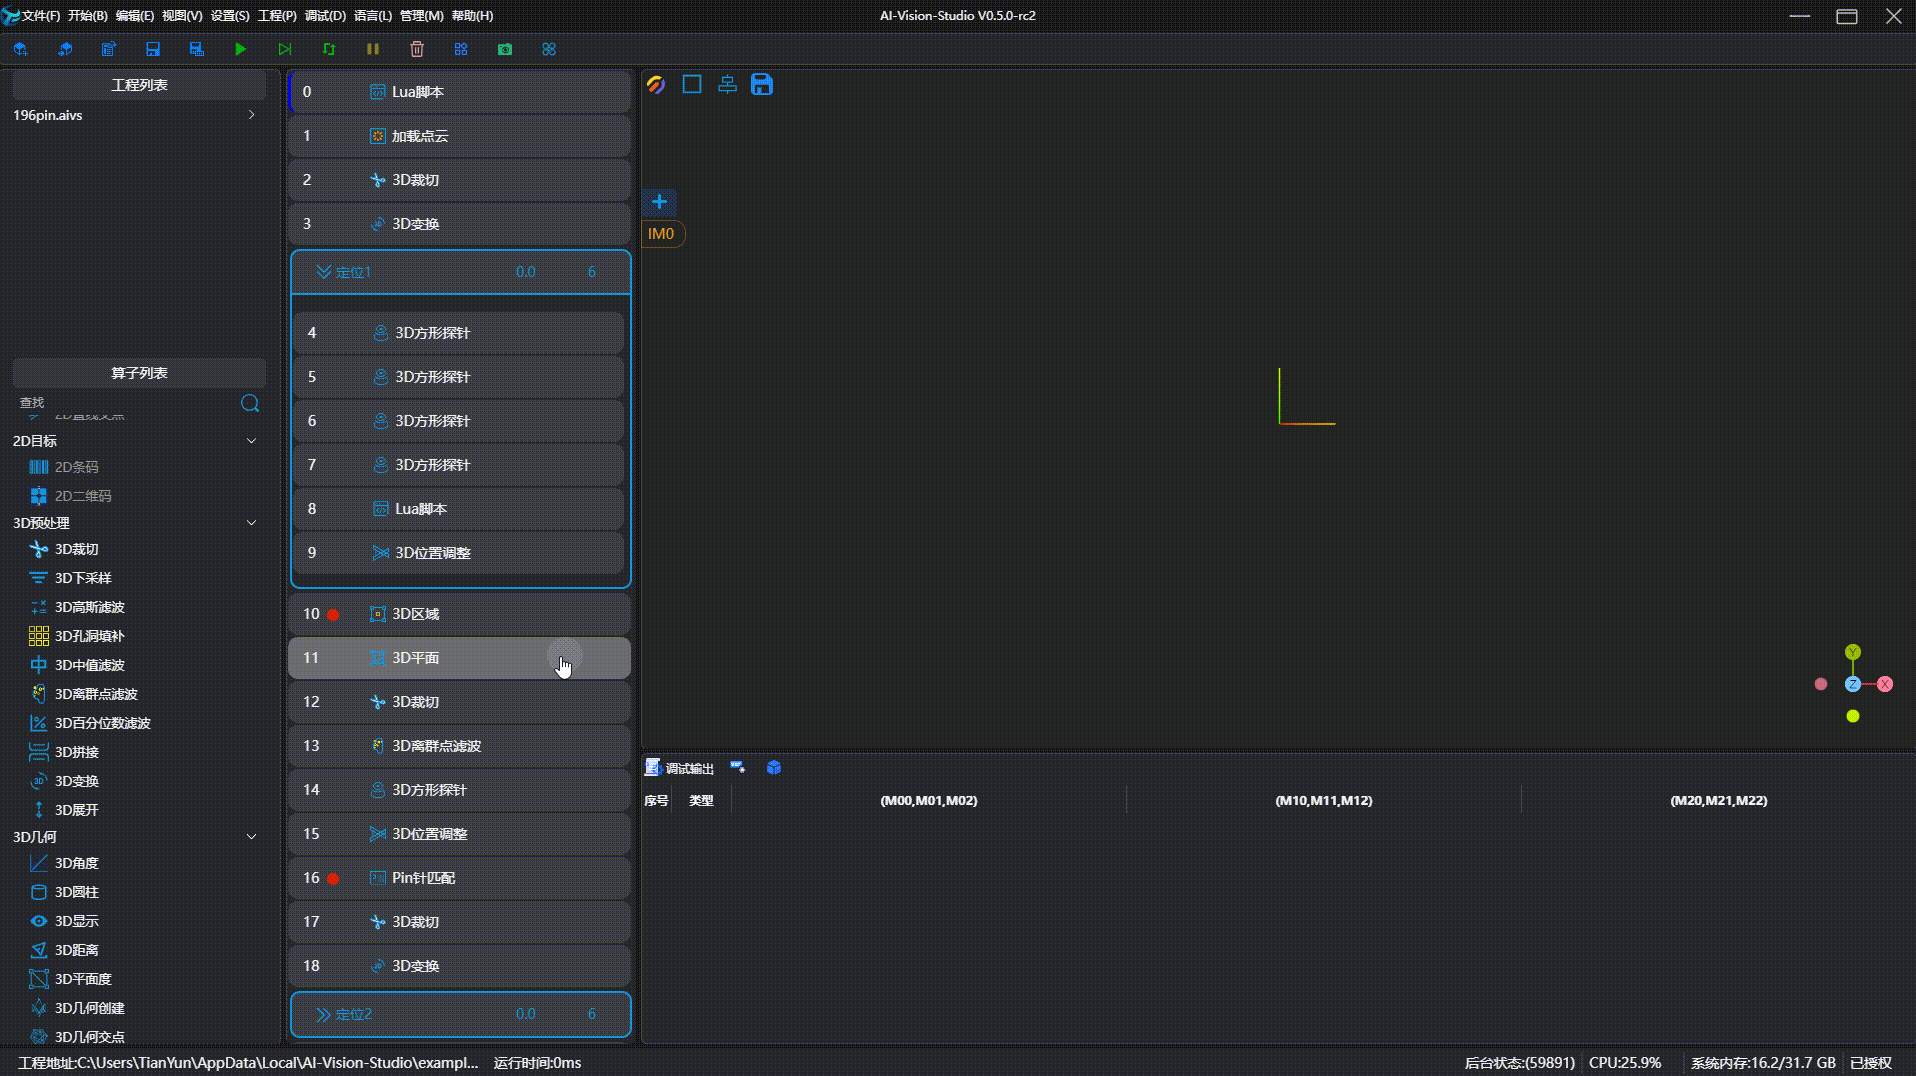 文件(F) 开始(B) 编辑(E) 视图(V) 设置(S) 工程(P) 调试(D) 语言(L) 管理(M) 帮助(H)
AI-Vision-Studio V0.5.0-rc2
工程列表
196pin.aivs
算子列表
查找
2D直线交点
2D目标
2D条码
2D二维码
3D预处理
3D裁切
3D下采样
3D高斯滤波
3D孔洞填补
3D中值滤波
3D离群点滤波
3D百分位数滤波
3D拼接
3D变换
3D展开
3D几何
3D角度
3D圆柱
3D显示
3D距离
3D平面度
3D几何创建
3D几何交点
0 Lua脚本
1 加载点云
2 3D裁切
3 3D变换
定位1 0.0 6
4 3D方形探针
5 3D方形探针
6 3D方形探针
7 3D方形探针
8 Lua脚本
9 3D位置调整
10 3D区域
11 3D平面
12 3D裁切
13 3D离群点滤波
14 3D方形探针
15 3D位置调整
16 Pin针匹配
17 3D裁切
18 3D变换
定位2 0.0 6
IM0
Y
Z X
调试输出
序号 类型 (M00,M01,M02) (M10,M11,M12) (M20,M21,M22)
工程地址:C:\Users\TianYun\AppData\Local\AI-Vision-Studio\exampl... 运行时间:0ms
后台状态:(59891) CPU:25.9% 系统内存:16.2/31.7 GB 已授权